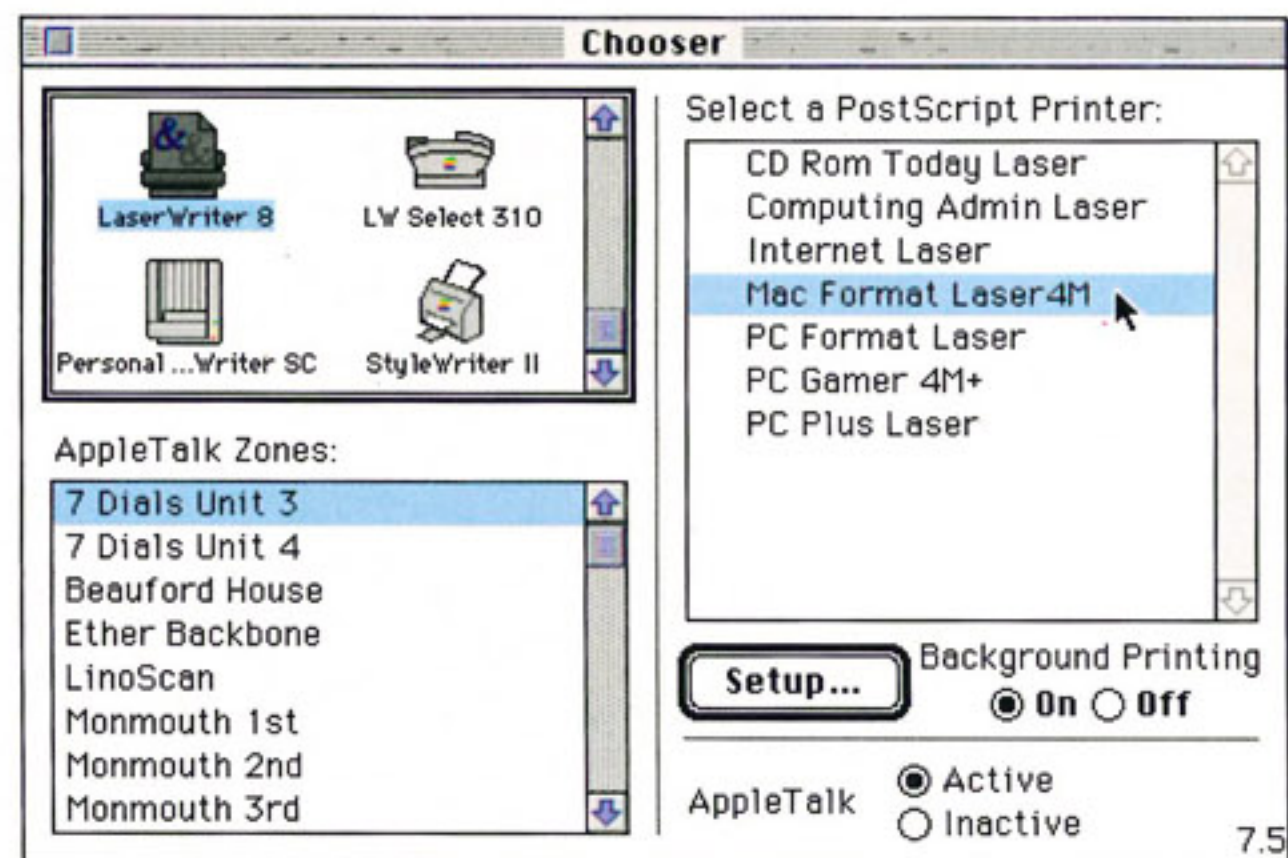 Chooser
LaserWriter 8
LW Select 310
Personal ...Writer SC
StyleWriter II
AppleTalk Zones:
7 Dials Unit 3
7 Dials Unit 4
Beauford House
Ether Backbone
LinoScan
Monmouth 1st
Monmouth 2nd
Monmouth 3rd
Select a PostScript Printer:
CD Rom Today Laser
Computing Admin Laser
Internet Laser
Mac Format Laser4M
PC Format Laser
PC Gamer 4M+
PC Plus Laser
Setup...
Background Printing
On Off
AppleTalk
Active
Inactive
7.5